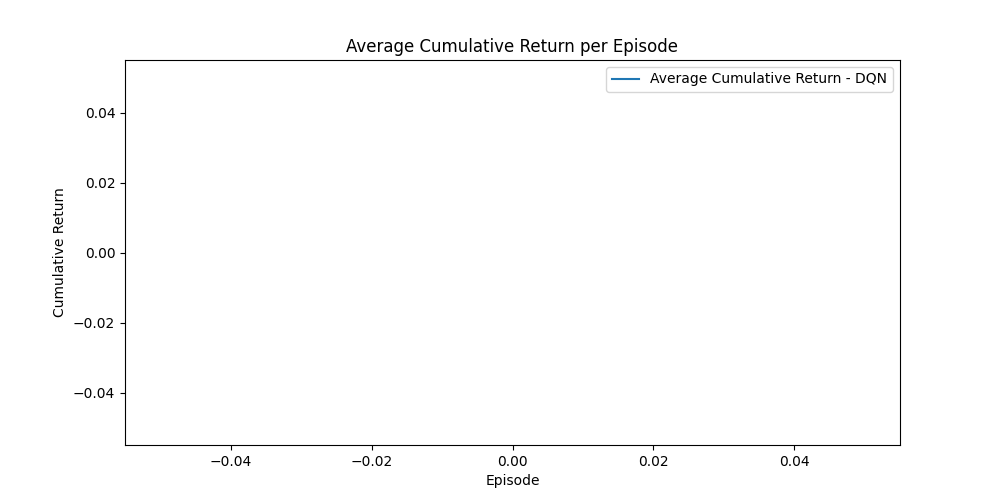 Average Cumulative Return per Episode
Average Cumulative Return - DQN
0.04
0.02
0.00
−0.02
−0.04
Cumulative Return
−0.04
−0.02
0.00
0.02
0.04
Episode